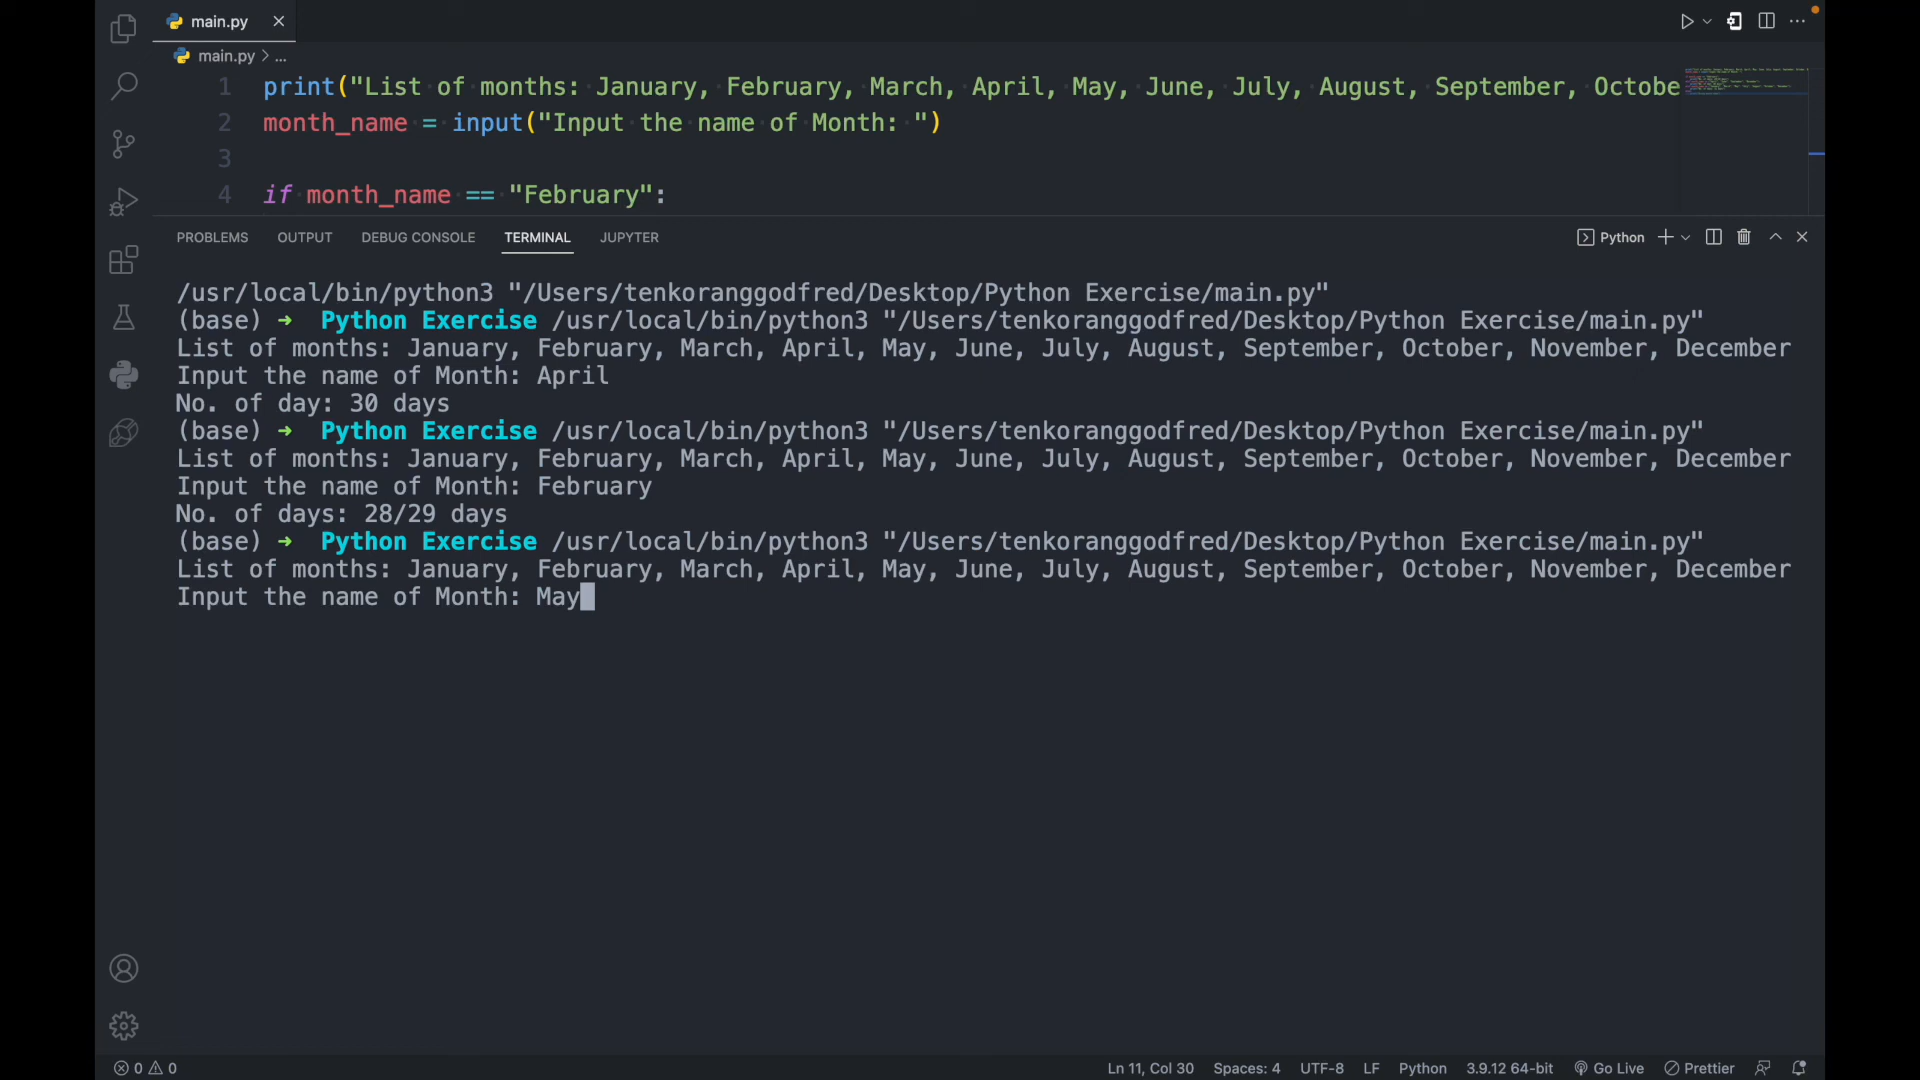 main.py
main.py > ...
1 print("List of months: January, February, March, April, May, June, July, August, September, Octobe
2 month_name = input("Input the name of Month: ")
3
4 if month_name == "February":
PROBLEMS OUTPUT DEBUG CONSOLE TERMINAL JUPYTER Python
/usr/local/bin/python3 "/Users/tenkoranggodfred/Desktop/Python Exercise/main.py"
(base) ➜ Python Exercise /usr/local/bin/python3 "/Users/tenkoranggodfred/Desktop/Python Exercise/main.py"
List of months: January, February, March, April, May, June, July, August, September, October, November, December
Input the name of Month: April
No. of day: 30 days
(base) ➜ Python Exercise /usr/local/bin/python3 "/Users/tenkoranggodfred/Desktop/Python Exercise/main.py"
List of months: January, February, March, April, May, June, July, August, September, October, November, December
Input the name of Month: February
No. of days: 28/29 days
(base) ➜ Python Exercise /usr/local/bin/python3 "/Users/tenkoranggodfred/Desktop/Python Exercise/main.py"
List of months: January, February, March, April, May, June, July, August, September, October, November, December
Input the name of Month: May
0 0 Ln 11, Col 30 Spaces: 4 UTF-8 LF Python 3.9.12 64-bit Go Live Prettier